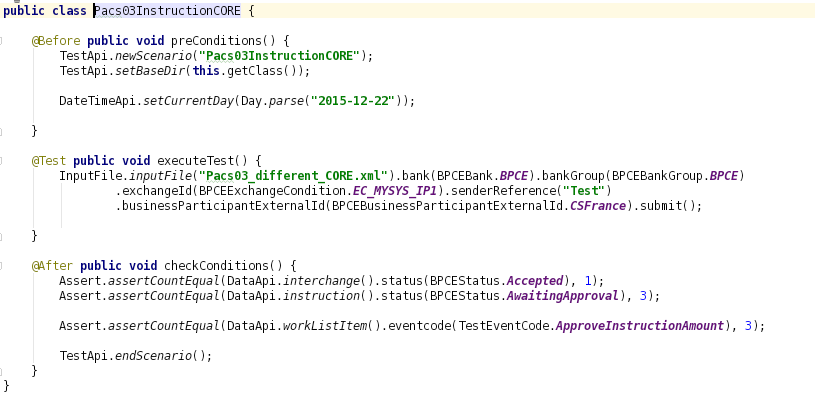 public class Pacs03InstructionCORE {
@Before public void preConditions() {
TestApi.newScenario("Pacs03InstructionCORE");
TestApi.setBaseDir(this.getClass());
DateTimeApi.setCurrentDay(Day.parse("2015-12-22"));
}
@Test public void executeTest() {
InputFile.inputFile("Pacs03_different_CORE.xml").bank(BPCEBank.BPCE).bankGroup(BPCEBankGroup.BPCE)
.exchangeId(BPCEExchangeCondition.EC_MYSYS_IP1).senderReference("Test")
.businessParticipantExternalId(BPCEBusinessParticipantExternalId.CSFrance).submit();
}
@After public void checkConditions() {
Assert.assertCountEqual(DataApi.interchange().status(BPCEStatus.Accepted), 1);
Assert.assertCountEqual(DataApi.instruction().status(BPCEStatus.AwaitingApproval), 3);
Assert.assertCountEqual(DataApi.workListItem().eventcode(TestEventCode.ApproveInstructionAmount), 3);
TestApi.endScenario();
}
}